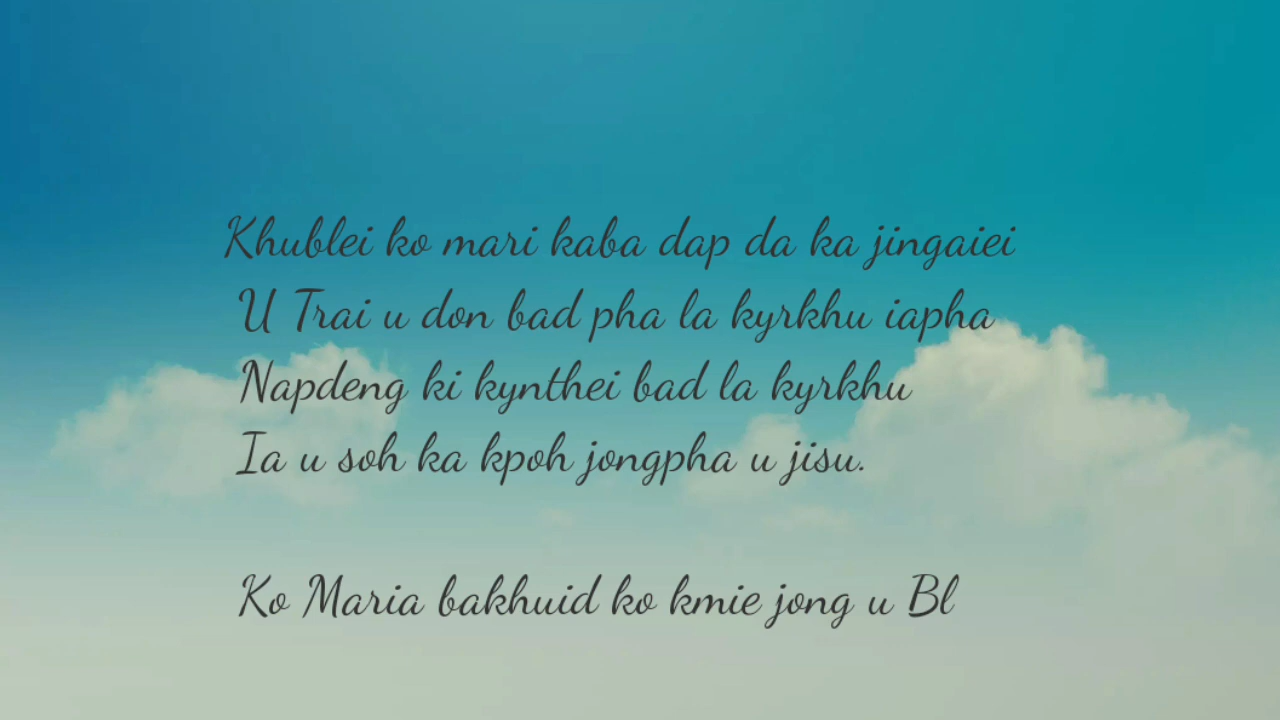 Khublei ko mari kaba dap da ka jingaiei
U Trai u don bad pha la kyrkhu iapha
Napdeng ki kynthei bad la kyrkhu
Ia u soh ka kpoh jongpha u jisu.
Ko Maria bakhuid ko kmie jong u Bl